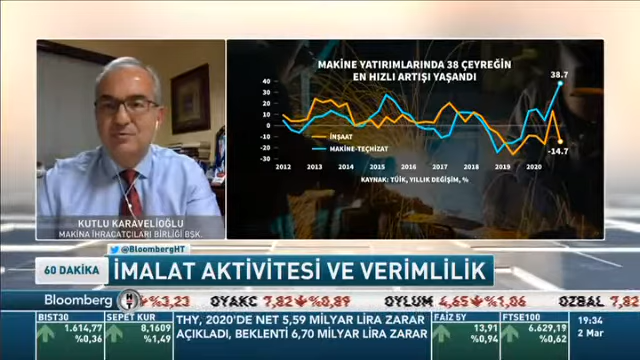 MAKİNE YATIRIMLARINDA 38 ÇEYREĞİN
EN HIZLI ARTIŞI YAŞANDI
40
30
20
10
0
-10
-20
-30
38.7
-14.7
İNŞAAT
MAKİNE-TEÇHİZAT
2012 2013 2014 2015 2016 2017 2018 2019 2020
KAYNAK: TÜİK, YILLIK DEĞİŞİM, %
KUTLU KARAVELİOĞLU
MAKİNA İHRACATÇILARI BİRLİĞİ BŞK.
@BloombergHT
60 DAKİKA
İMALAT AKTİVİTESİ VE VERİMLİLİK
Bloomberg HT
%3,23 OYAKC 7,82 %0,89 OYLUM 4,65 %1,06 OZBAL 7,82
BIST30
1.614,77
%0,36
SEPET KUR
8,1609
%1,49
THY, 2020'DE NET 5,59 MİLYAR LİRA ZARAR
AÇIKLADI, BEKLENTİ 6,70 MİLYAR LİRA ZARAR
FAİZ 5Y
13,91
%0,94
FTSE100
6.629,19
%0,62
19:34
2 Mar